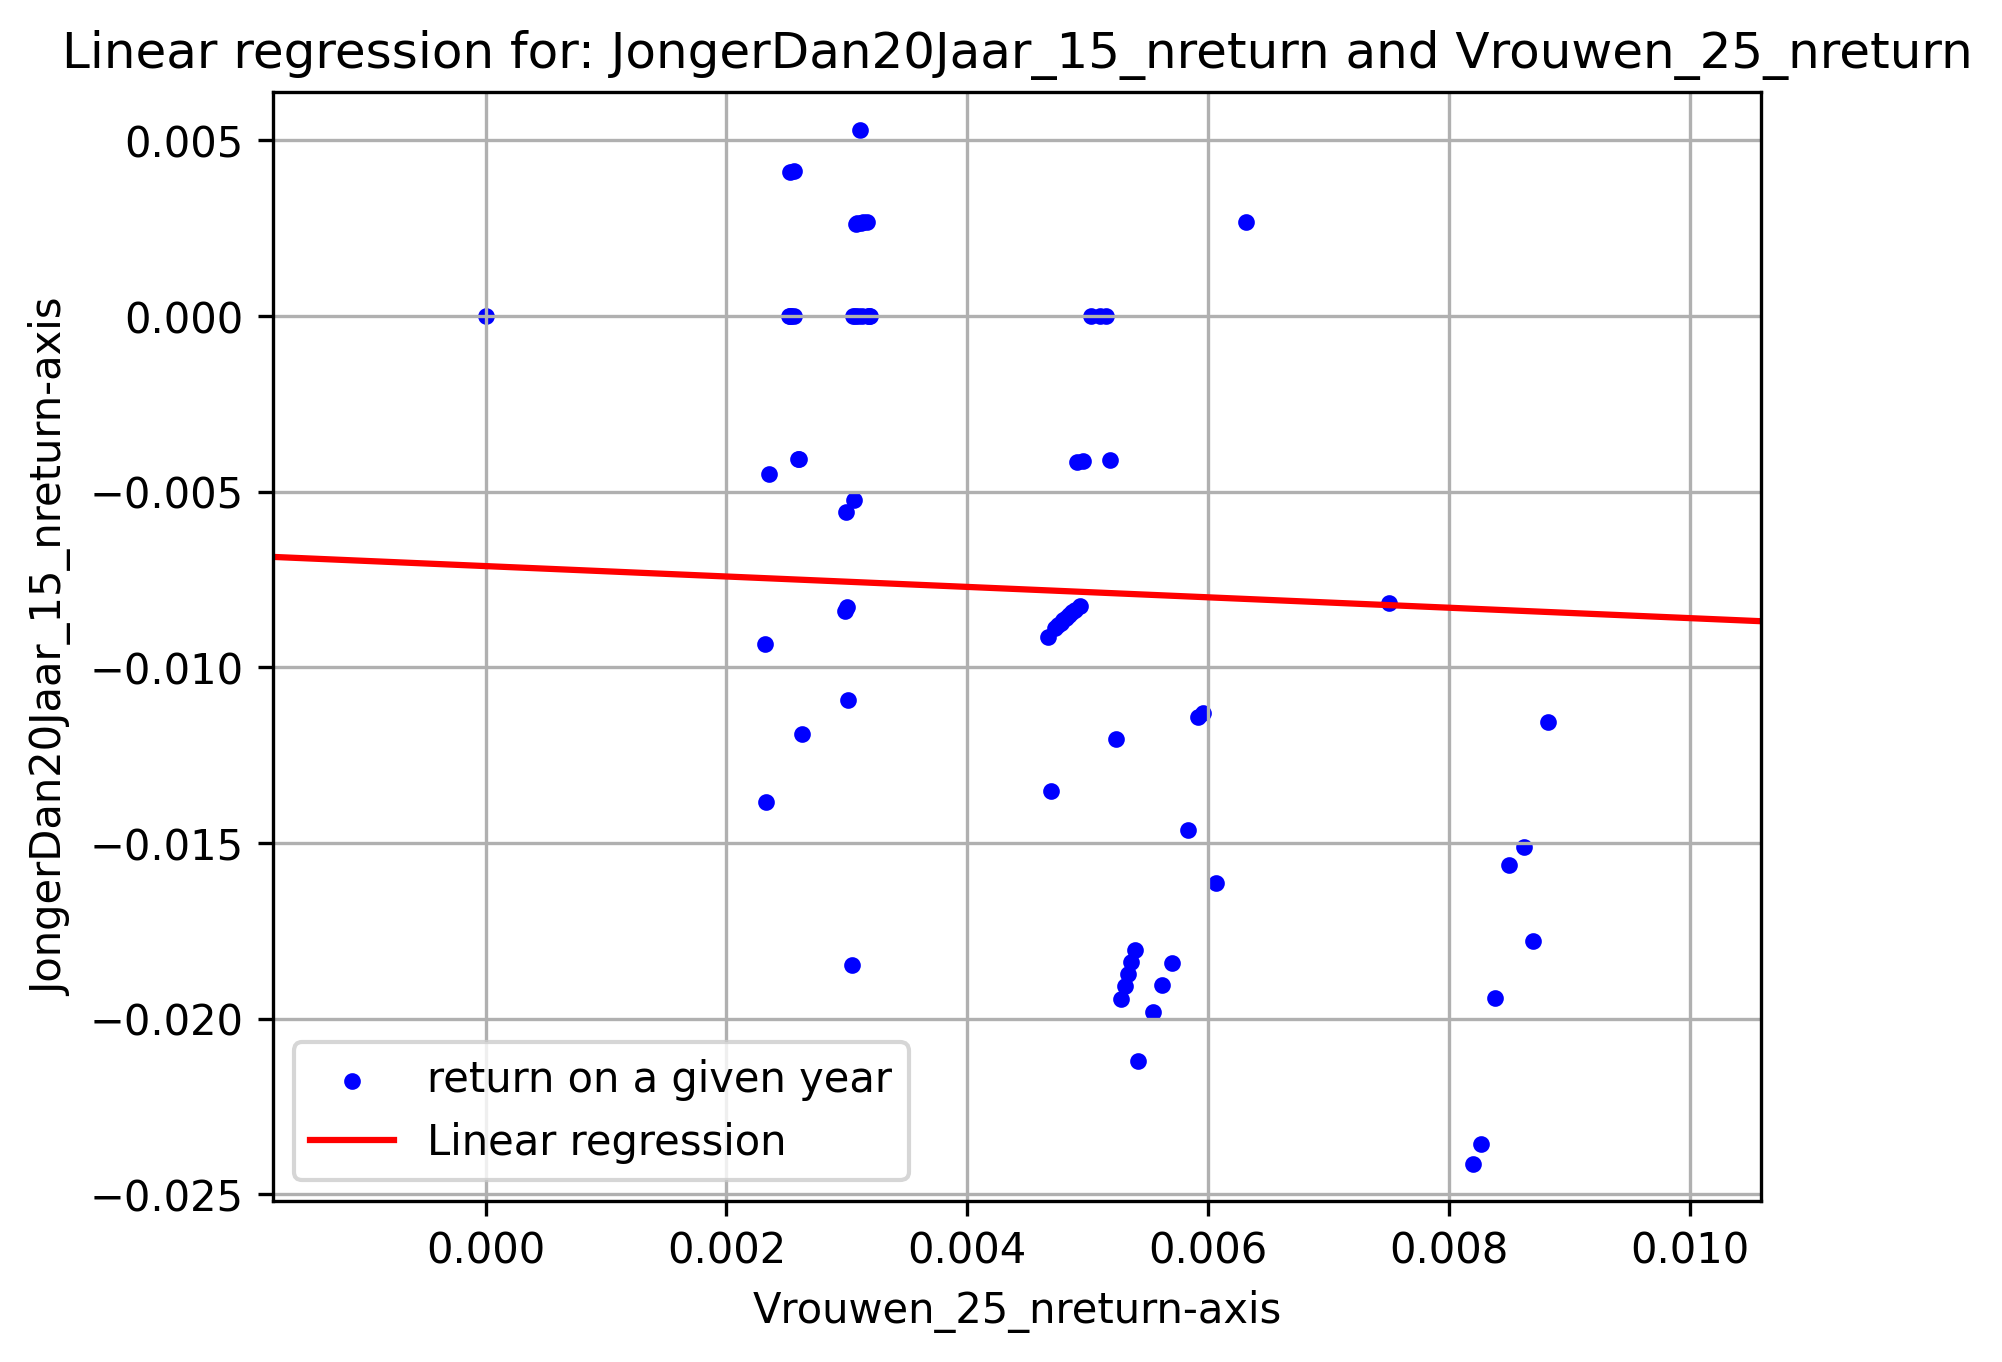 Linear regression for: JongerDan20Jaar_15_nreturn and Vrouwen_25_nreturn
JongerDan20Jaar_15_nreturn-axis
0.005
0.000
−0.005
−0.010
−0.015
−0.020
−0.025
return on a given year
Linear regression
0.000 0.002 0.004 0.006 0.008 0.010
Vrouwen_25_nreturn-axis